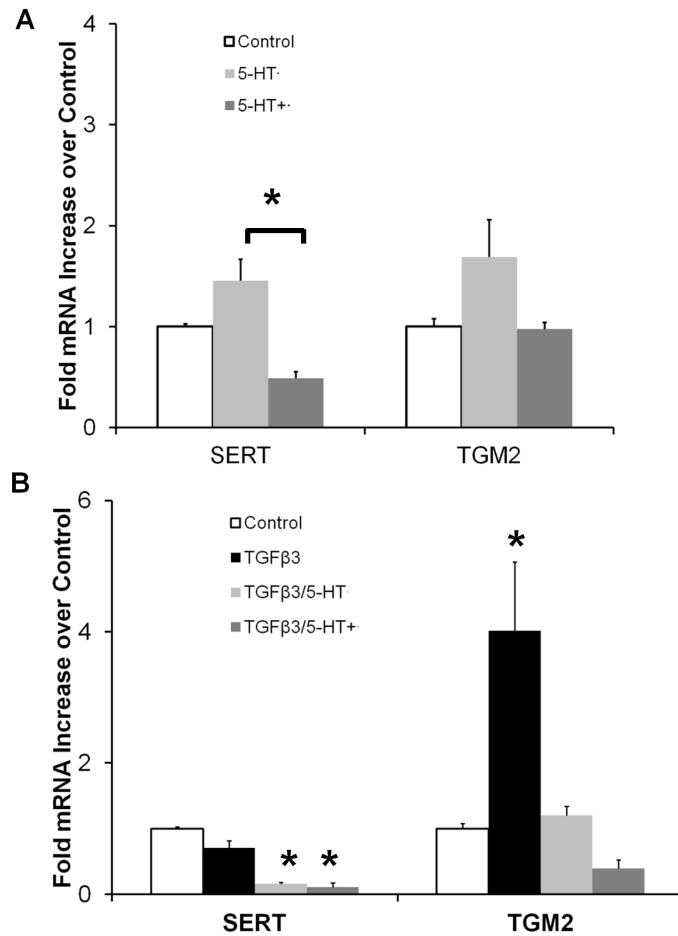 A
Fold mRNA Increase over Control
4
3
2
1
0
Control
5-HT
5-HT+
*
SERT TGM2
B
Fold mRNA Increase over Control
6
4
2
0
Control
TGFβ3
TGFβ3/5-HT
TGFβ3/5-HT+
*
* *
SERT TGM2